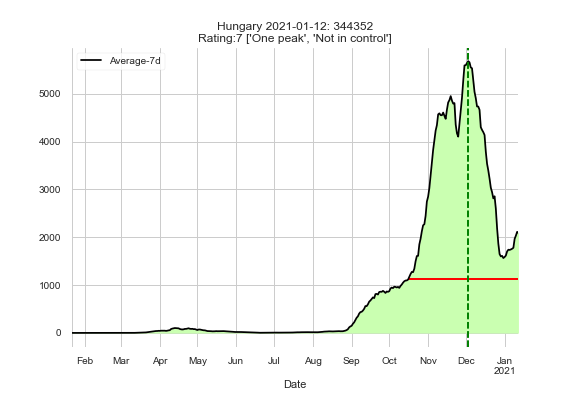 Hungary 2021-01-12: 344352
Rating:7 ['One peak', 'Not in control']
Average-7d
5000
4000
3000
2000
1000
0
Feb Mar Apr May Jun Jul Aug Sep Oct Nov Dec Jan
2021
Date